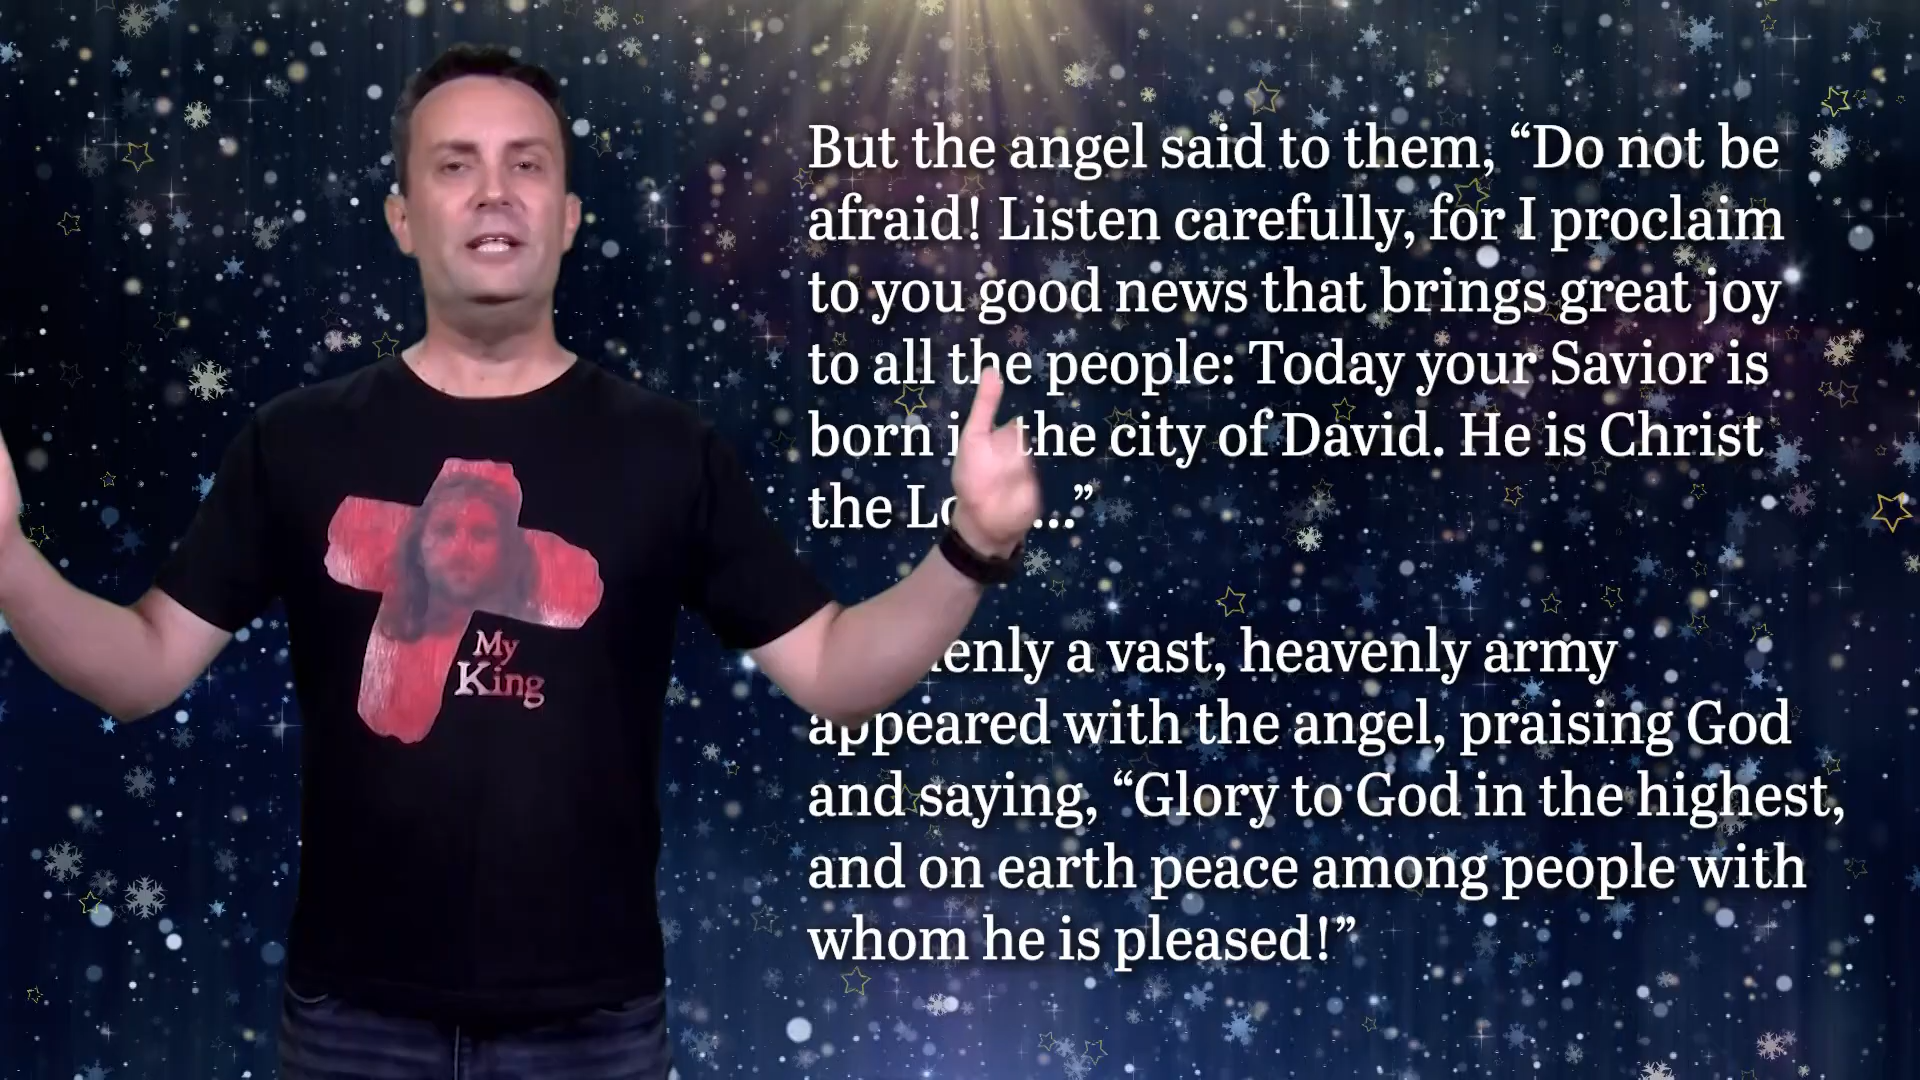 But the angel said to them, “Do not be
afraid! Listen carefully, for I proclaim
to you good news that brings great joy
to all the people: Today your Savior is
born the city of David. He is Christ
the ...”
a vast, heavenly army
appeared with the angel, praising God
and saying, “Glory to God in the highest,
and on earth peace among people with
whom he is pleased!”
My
King